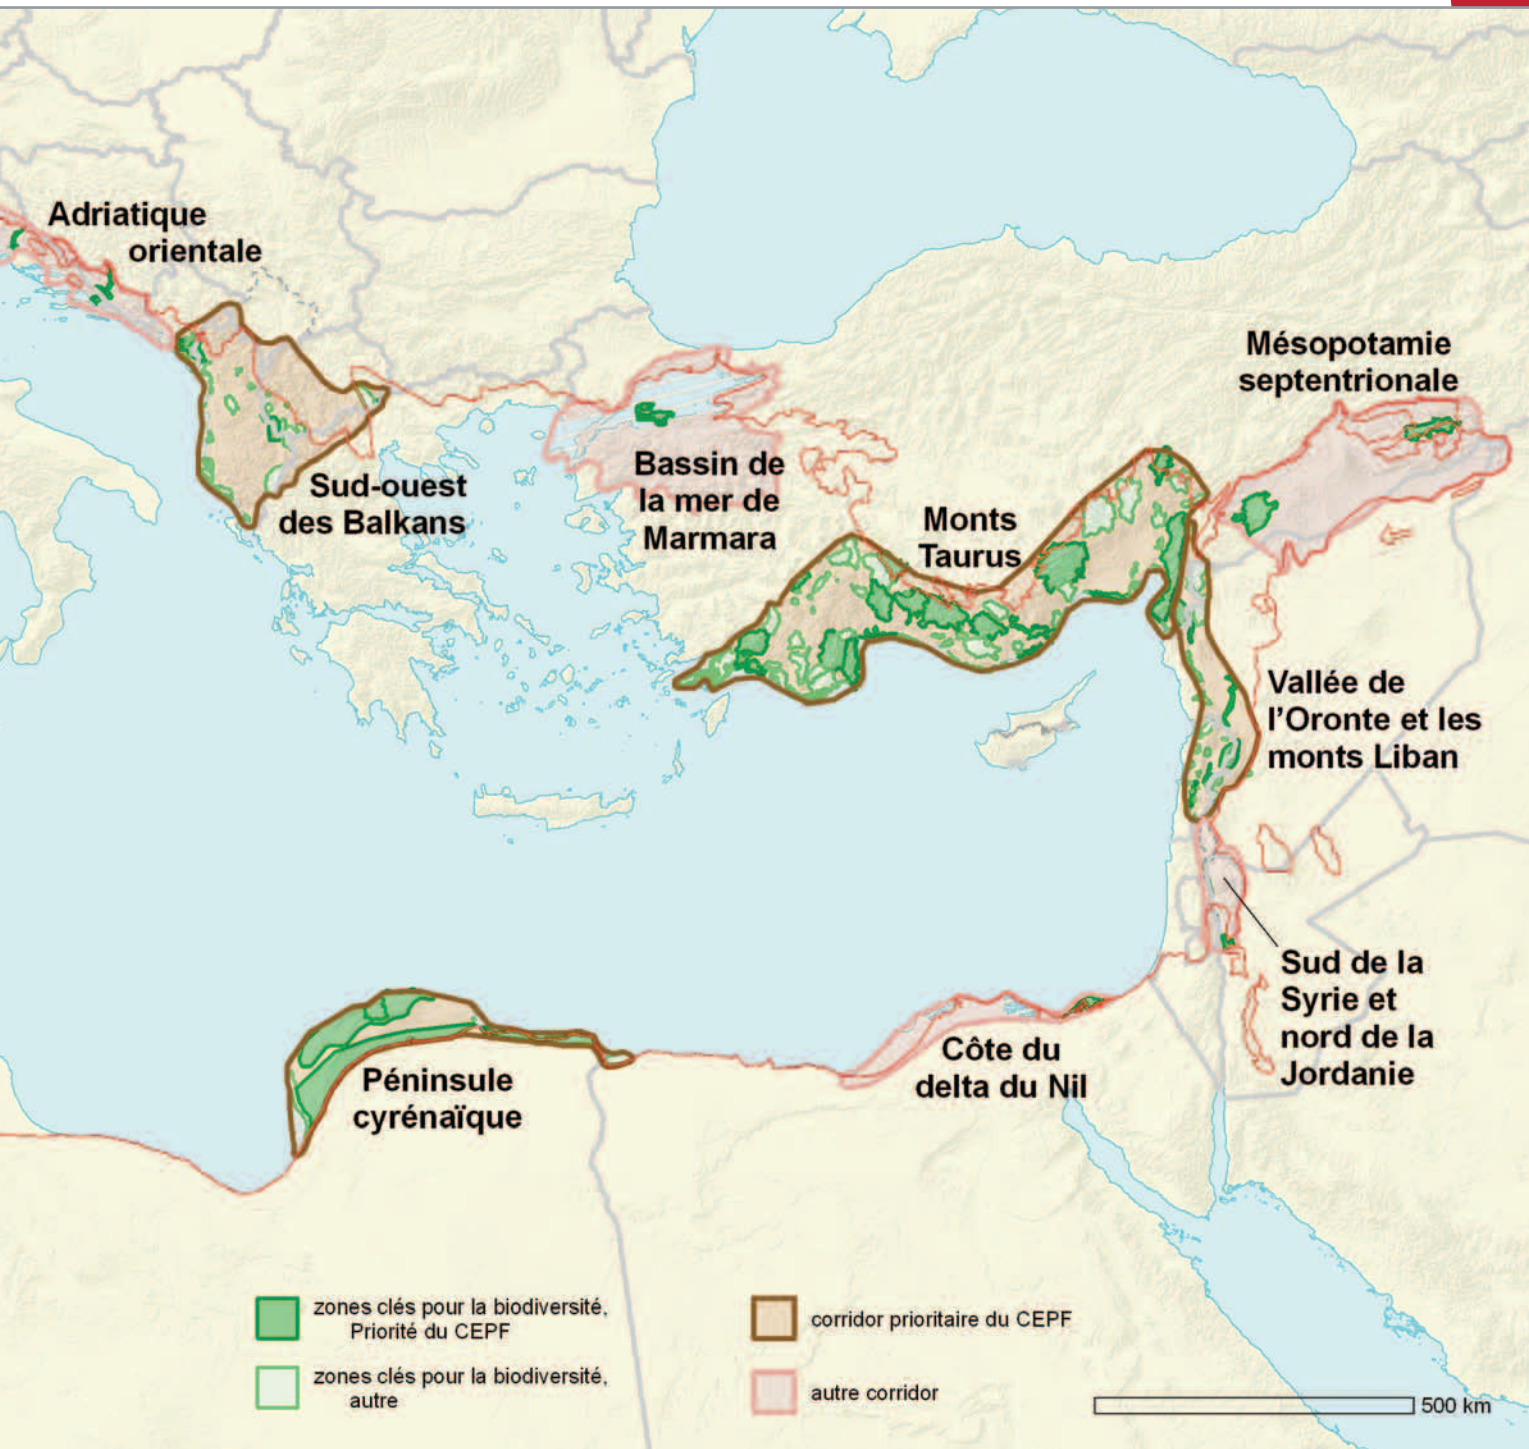 Adriatique
orientale
Mésopotamie
septentrionale
Bassin de
la mer de
Marmara
Sud-ouest
des Balkans
Monts
Taurus
Vallée de
l'Oronte et les
monts Liban
Sud de la
Syrie et
nord de la
Jordanie
Côte du
delta du Nil
Péninsule
cyrénaïque
zones clés pour la biodiversité,
Priorité du CEPF
zones clés pour la biodiversité,
autre
corridor prioritaire du CEPF
autre corridor
500 km